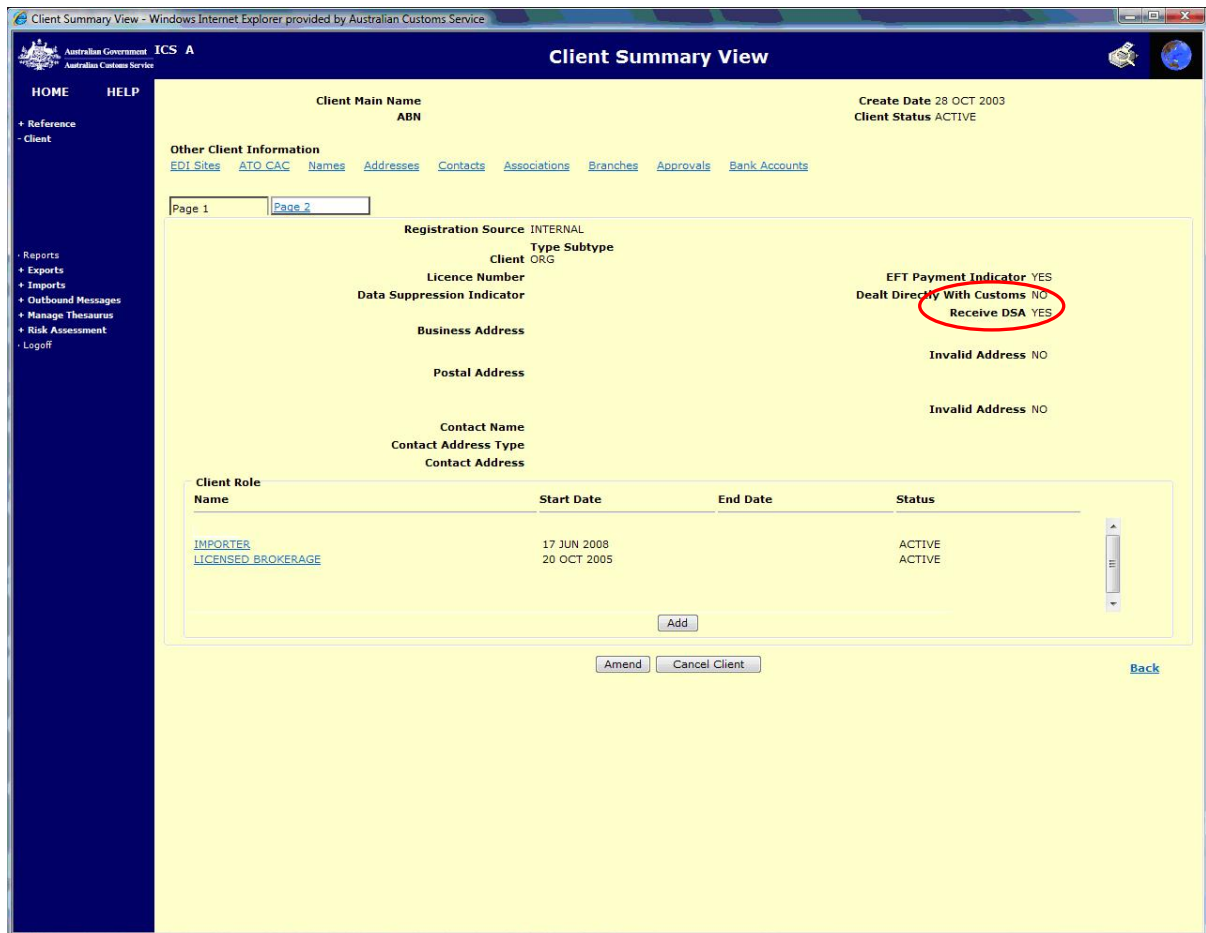 Client Summary View - Windows Internet Explorer provided by Australian Customs Service
Australian Government
Australian Customs Service
ICS A
Client Summary View
HOME HELP
+ Reference
- Client
· Reports
+ Exports
+ Imports
+ Outbound Messages
+ Manage Thesaurus
+ Risk Assessment
· Logoff
Client Main Name
Create Date 28 OCT 2003
ABN
Client Status ACTIVE
Other Client Information
EDI Sites ATO CAC Names Addresses Contacts Associations Branches Approvals Bank Accounts
Page 1 Page 2
Registration Source INTERNAL
Type Subtype
Client ORG
Licence Number
EFT Payment Indicator YES
Data Suppression Indicator
Dealt Directly With Customs NO
Receive DSA YES
Business Address
Invalid Address NO
Postal Address
Invalid Address NO
Contact Name
Contact Address Type
Contact Address
Client Role
Name Start Date End Date Status
IMPORTER 17 JUN 2008 ACTIVE
LICENSED BROKERAGE 20 OCT 2005 ACTIVE
Add
Amend Cancel Client
Back